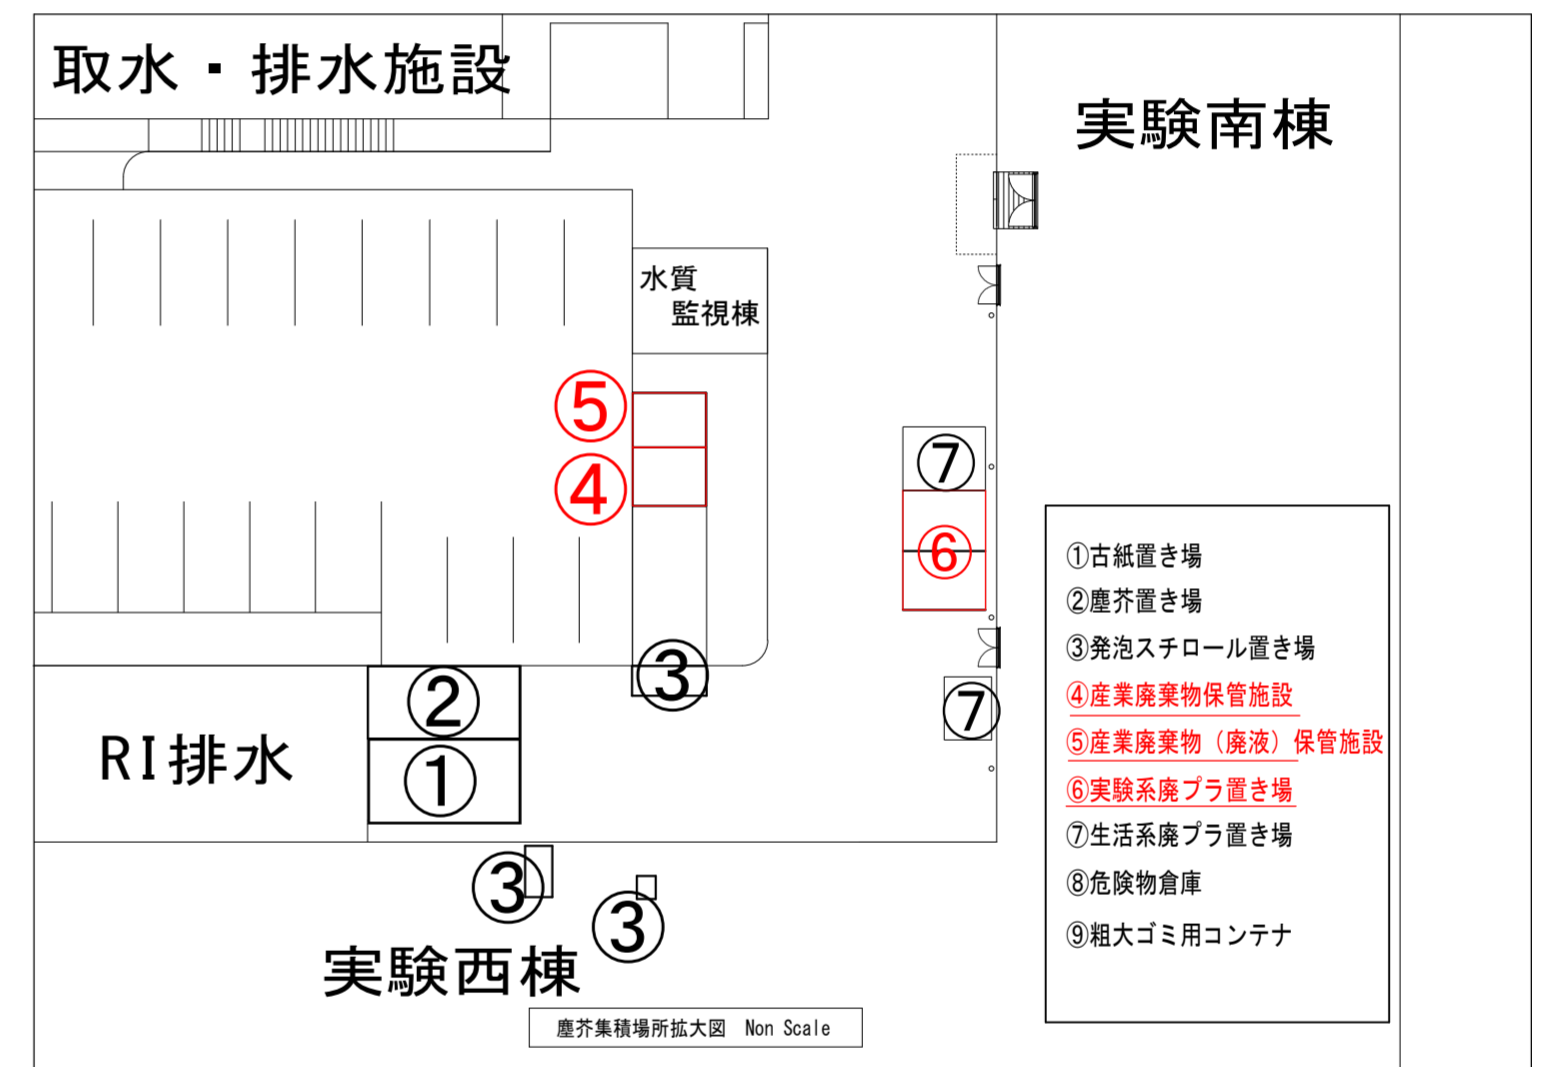 取水・排水施設
実験南棟
水質
監視棟
⑤
④
⑦
⑥
③
⑦
②
①
RI排水
③
③
実験西棟
①古紙置き場
②塵芥置き場
③発泡スチロール置き場
④産業廃棄物保管施設
⑤産業廃棄物（廃液）保管施設
⑥実験系廃プラ置き場
⑦生活系廃プラ置き場
⑧危険物倉庫
⑨粗大ゴミ用コンテナ
塵芥集積場所拡大図　Non Scale